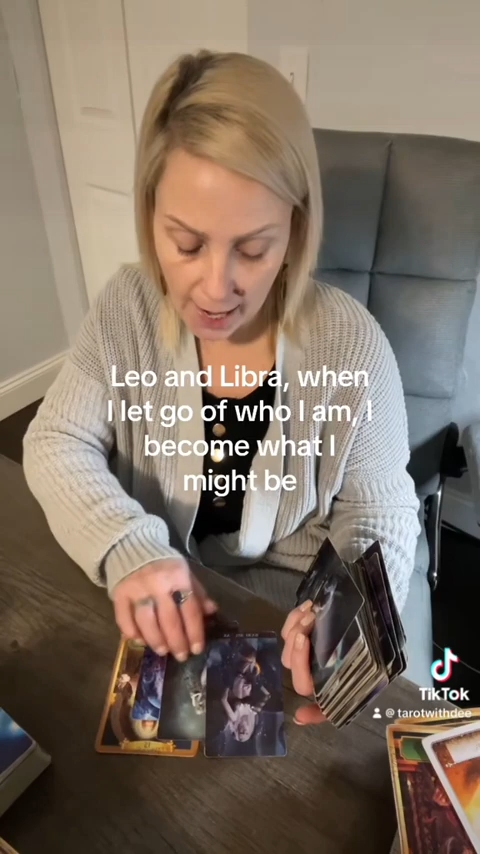 Leo and Libra, when
I let go of who I am, I
become what I
might be
TikTok
@ tarotwithdee